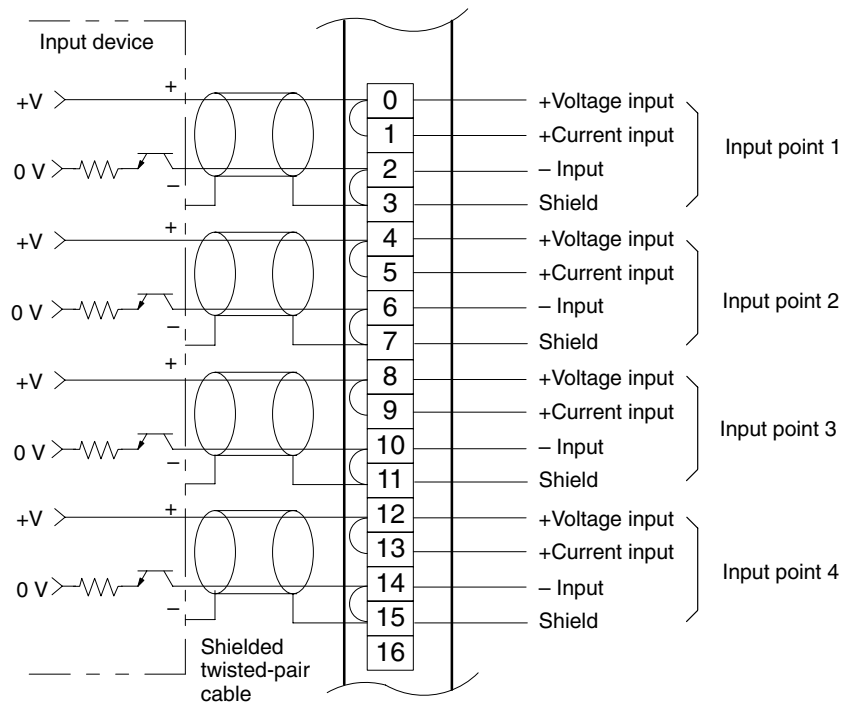 Input device
+
+V
0
+Voltage input
1
+Current input
Input point 1
0 V
2
– Input
–
3
Shield
+
+V
4
+Voltage input
5
+Current input
Input point 2
0 V
6
– Input
–
7
Shield
+
+V
8
+Voltage input
9
+Current input
Input point 3
0 V
10
– Input
–
11
Shield
+
+V
12
+Voltage input
13
+Current input
Input point 4
0 V
14
– Input
–
15
Shield
16
Shielded
twisted-pair
cable